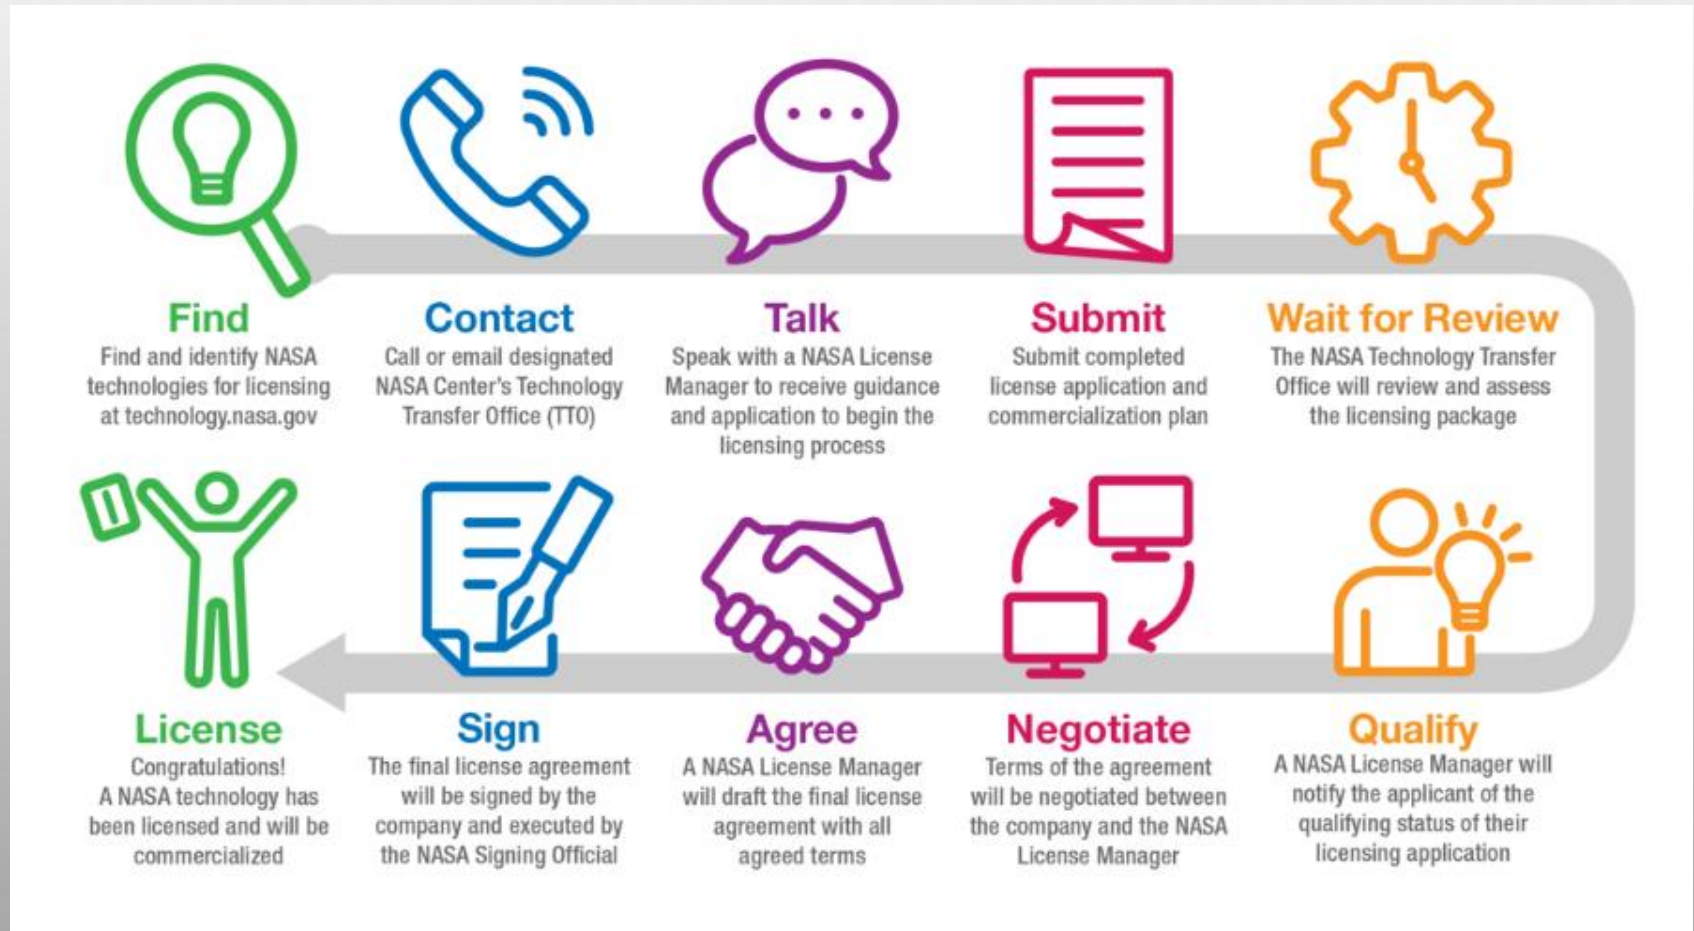 Find
Find and identify NASA
technologies for licensing
at technology.nasa.gov
Contact
Call or email designated
NASA Center's Technology
Transfer Office (TTO)
Talk
Speak with a NASA License
Manager to receive guidance
and application to begin the
licensing process
Submit
Submit completed
license application and
commercialization plan
Wait for Review
The NASA Technology Transfer
Office will review and assess
the licensing package
Qualify
A NASA License Manager will
notify the applicant of the
qualifying status of their
licensing application
Negotiate
Terms of the agreement
will be negotiated between
the company and the NASA
License Manager
Agree
A NASA License Manager
will draft the final license
agreement with all
agreed terms
Sign
The final license agreement
will be signed by the
company and executed by
the NASA Signing Official
License
Congratulations!
A NASA technology has
been licensed and will be
commercialized